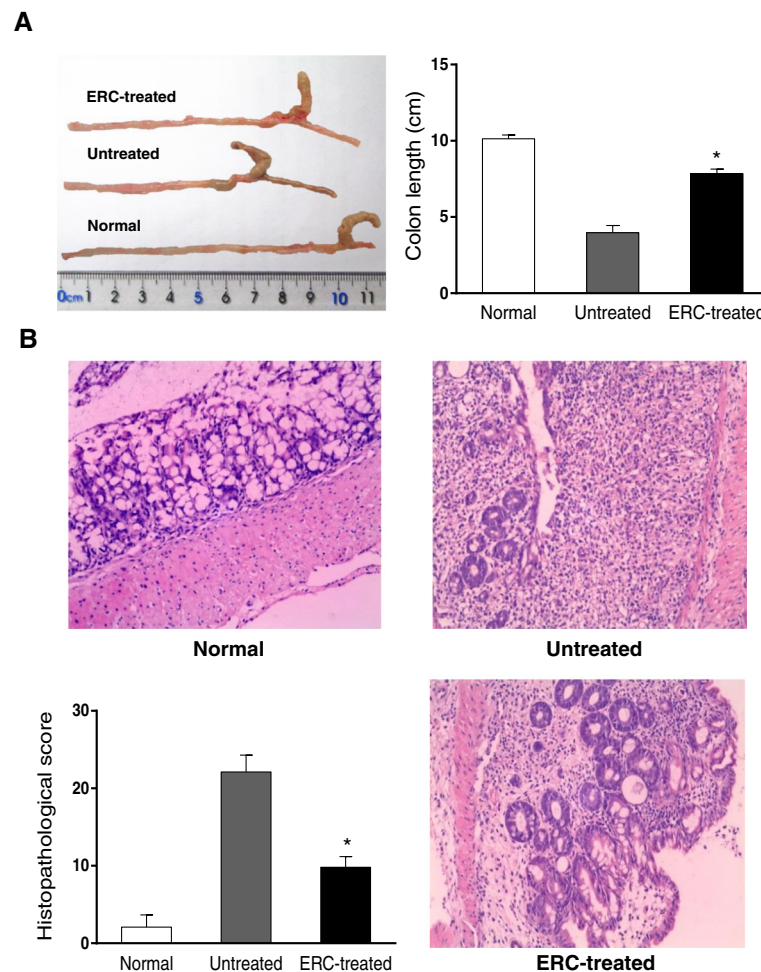 A
ERC-treated
Untreated
Normal
0cm 1 2 3 4 5 6 7 8 9 10 11
Colon length (cm)
15
10
5
0
*
Normal Untreated ERC-treated
B
Normal
Untreated
Histopathological score
30
20
10
0
*
Normal Untreated ERC-treated
ERC-treated